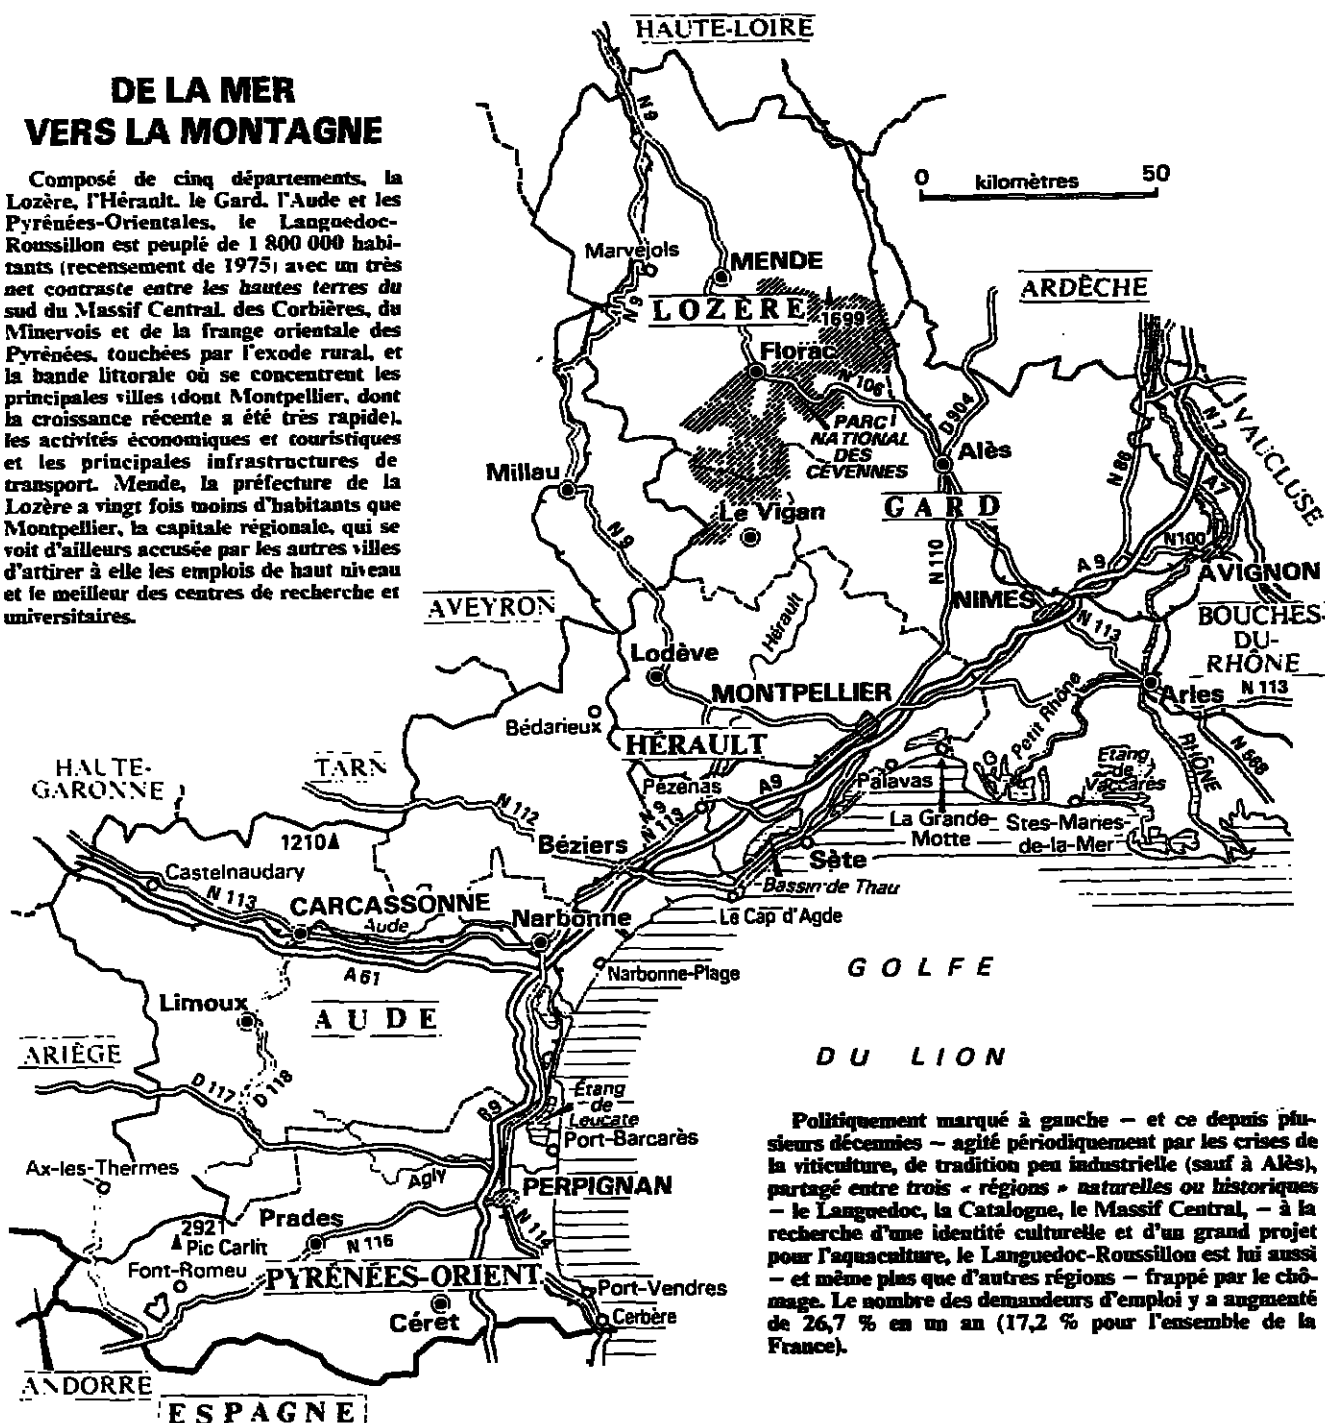 DE LA MER
VERS LA MONTAGNE
Composé de cinq départements, la
Lozère, l'Hérault, le Gard, l'Aude et les
Pyrénées-Orientales, le Languedoc-
Roussillon est peuplé de 1 800 000 habi-
tants (recensement de 1975) avec un très
net contraste entre les hautes terres du
sud du Massif Central, des Corbières, du
Minervois et de la frange orientale des
Pyrénées, touchées par l'exode rural, et
la bande littorale où se concentrent les
principales villes (dont Montpellier, dont
la croissance récente a été très rapide),
les activités économiques et touristiques
et les principales infrastructures de
transport. Mende, la préfecture de la
Lozère a vingt fois moins d'habitants que
Montpellier, la capitale régionale, qui se
voit d'ailleurs accusée par les autres villes
d'attirer à elle les emplois de haut niveau
et le meilleur des centres de recherche et
universitaires.
HAUTE-LOIRE
N 9
0 50
kilomètres
Marvejols
MENDE
ARDÈCHE
N 9
LOZÈRE
1699
Florac
N 106
D 904
PARC
NATIONAL
DES
CÉVENNES
Alès
N 86
N 7
VAUCLUSE
A7
Millau
Le Vigan
GARD
N 9
N 110
N100
A 9
AVIGNON
AVEYRON
Hérault
NIMES
N 113
BOUCHES-
DU-
RHÔNE
Lodève
MONTPELLIER
Petit Rhône
Arles
N 113
Bédarieux
HÉRAULT
RHÔNE
N 568
HAUTE-
GARONNE
TARN
Pézenas
A9
Palavas
Etang
de
Vaccarès
N 112
N 9
N 113
La Grande-
Motte
Stes-Maries-
de-la-Mer
1210
Béziers
Sète
Castelnaudary
Bassin de Thau
N 113
CARCASSONNE
Aude
Narbonne
Le Cap d'Agde
A 61
Narbonne-Plage
GOLFE
Limoux
AUDE
DU LION
ARIÈGE
D 117
D 118
B9
Étang
de
Leucate
Port-Barcarès
Ax-les-Thermes
Agly
PERPIGNAN
2921
Pic Carlit
Prades
N 116
N 114
Font-Romeu
PYRÉNÉES-ORIENT
Port-Vendres
Céret
Cerbère
ANDORRE
ESPAGNE
Politiquement marqué à gauche – et ce depuis plu-
sieurs décennies – agité périodiquement par les crises de
la viticulture, de tradition peu industrielle (sauf à Alès),
partagé entre trois « régions » naturelles ou historiques
– le Languedoc, la Catalogne, le Massif Central, – à la
recherche d'une identité culturelle et d'un grand projet
pour l'aquaculture, le Languedoc-Roussillon est lui aussi
– et même plus que d'autres régions – frappé par le chô-
mage. Le nombre des demandeurs d'emploi y a augmenté
de 26,7 % en un an (17,2 % pour l'ensemble de la
France).